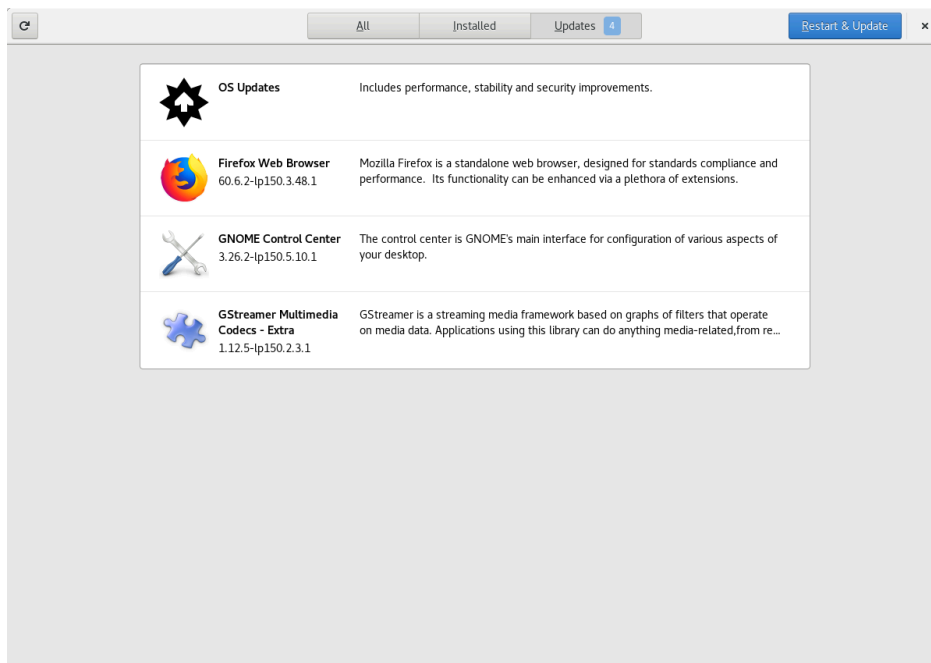 All
Installed
Updates 4
Restart & Update
OS Updates
Includes performance, stability and security improvements.
Firefox Web Browser
60.6.2-lp150.3.48.1
Mozilla Firefox is a standalone web browser, designed for standards compliance and
performance.  Its functionality can be enhanced via a plethora of extensions.
GNOME Control Center
3.26.2-lp150.5.10.1
The control center is GNOME's main interface for configuration of various aspects of
your desktop.
GStreamer Multimedia
Codecs - Extra
1.12.5-lp150.2.3.1
GStreamer is a streaming media framework based on graphs of filters that operate
on media data. Applications using this library can do anything media-related,from re...